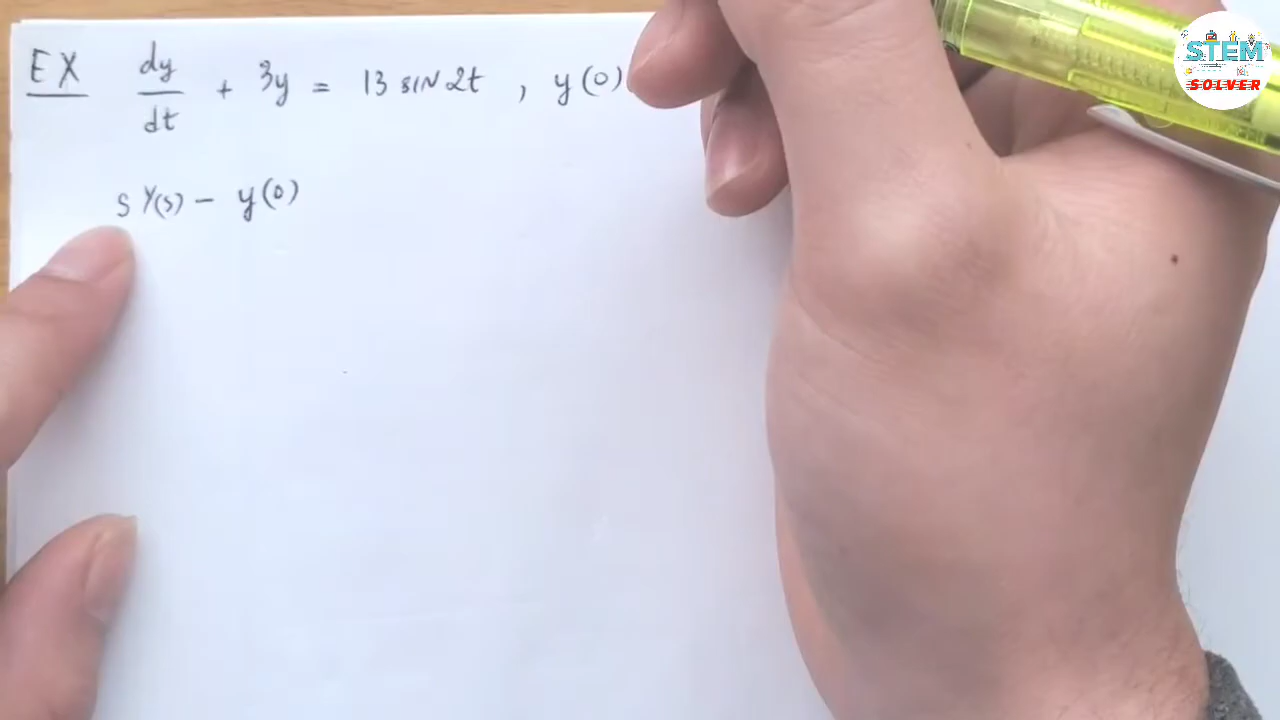 EX dy/dt + 3y = 13 sin 2t , y(0)
s Y(s) - y(0)
STEM
SOLVER